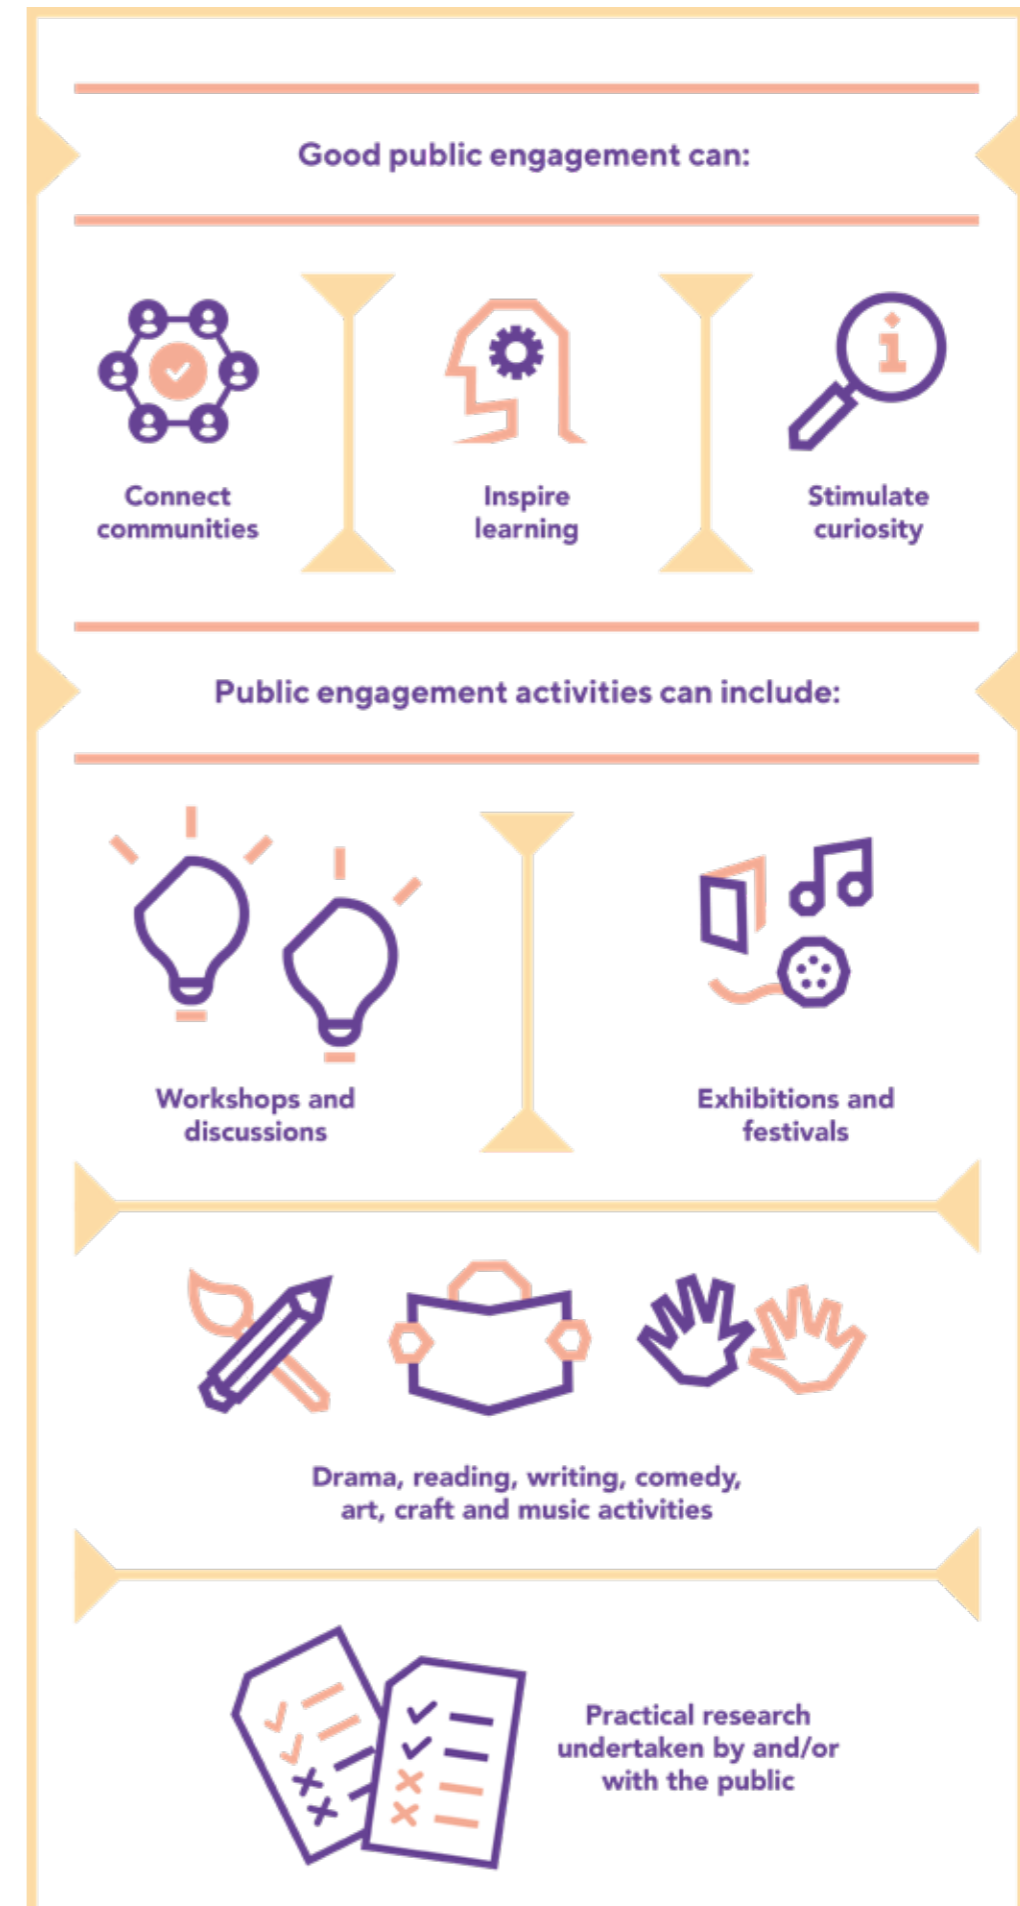 Good public engagement can:
Connect
communities
Inspire
learning
Stimulate
curiosity
Public engagement activities can include:
Workshops and
discussions
Exhibitions and
festivals
Drama, reading, writing, comedy,
art, craft and music activities
Practical research
undertaken by and/or
with the public